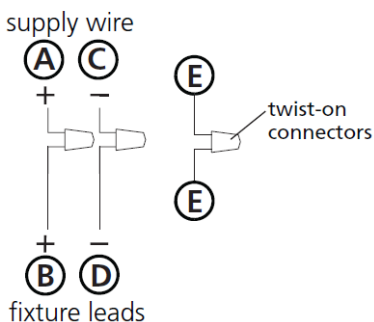 supply wire
A C
+ −
E
twist-on
connectors
E
+ −
B D
fixture leads